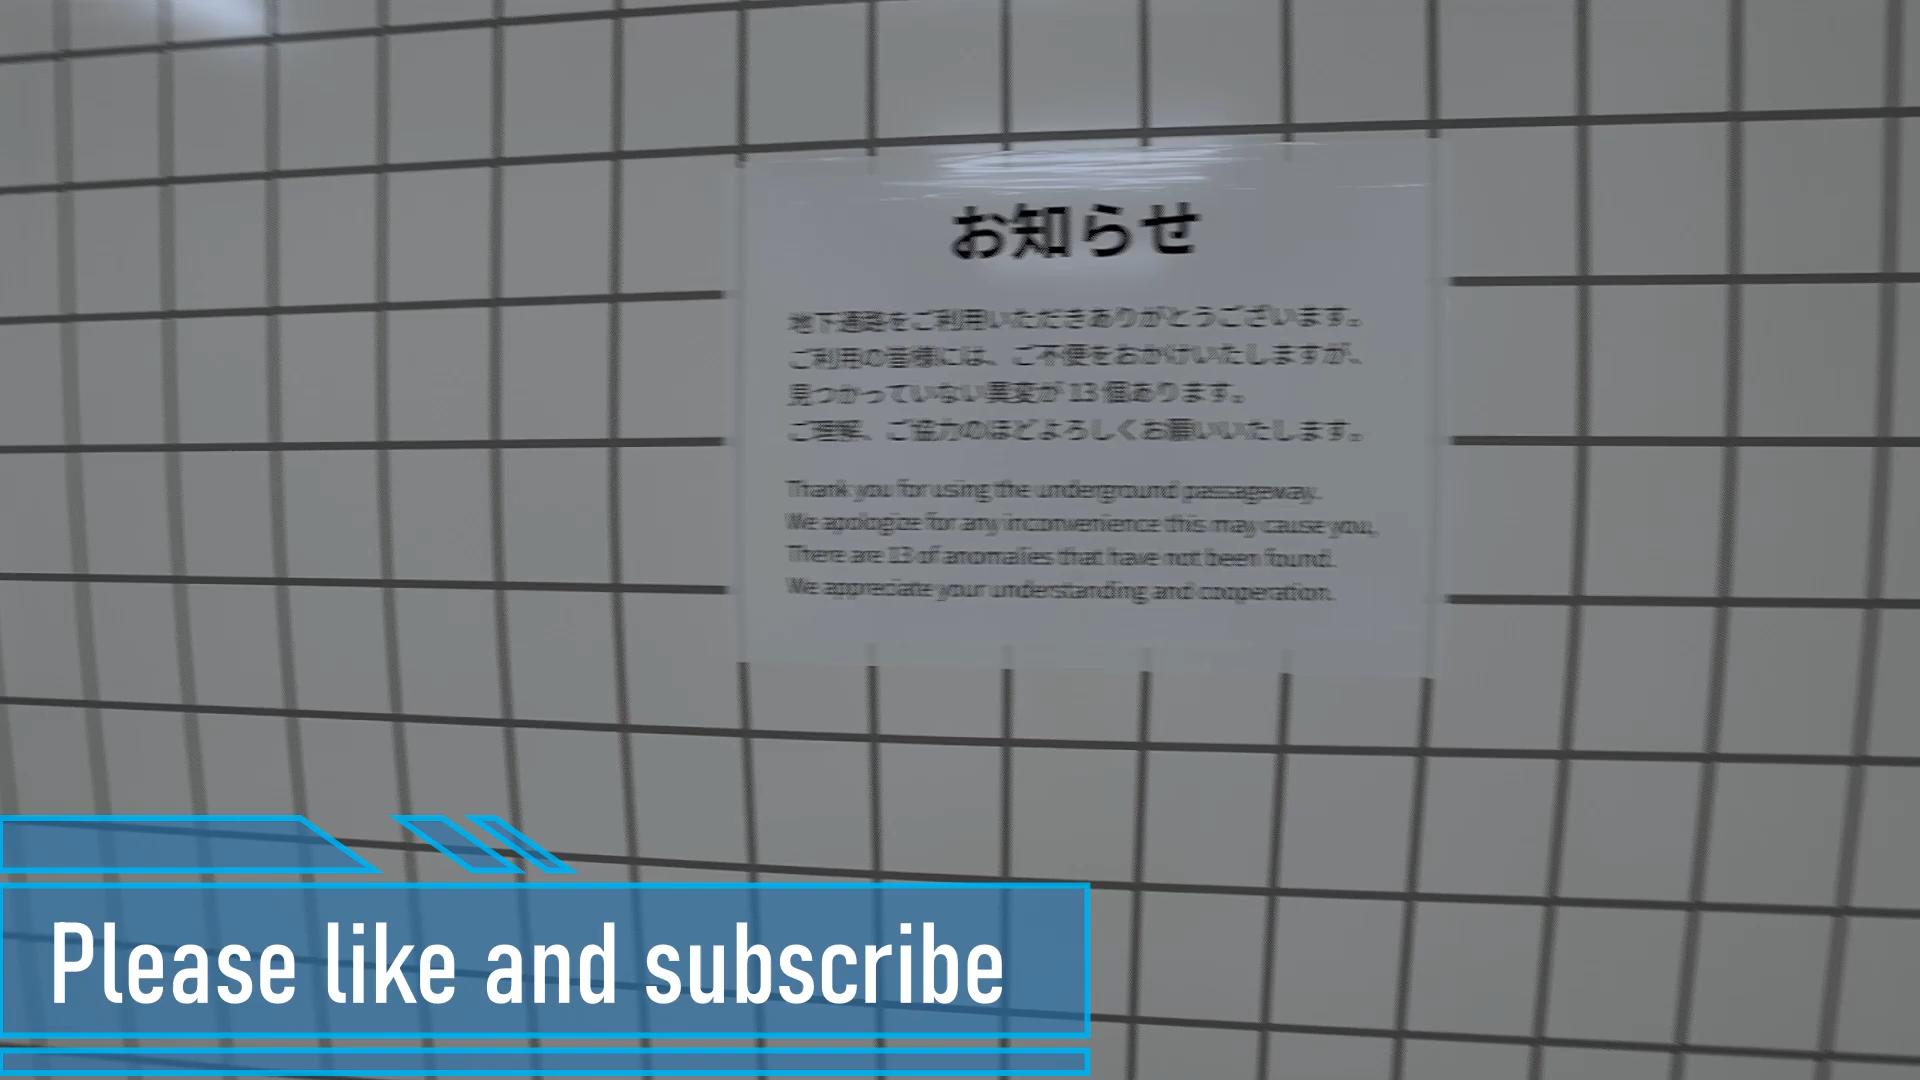 お知らせ
地下通路をご利用いただきありがとうございます。
ご利用の皆様には、ご不便をおかけいたしますが、
見つかっていない異変が 13 個あります。
ご理解、ご協力のほどよろしくお願いいたします。
Thank you for using the underground passageway.
We apologize for any inconvenience this may cause you,
There are 13 of anomalies that have not been found.
We appreciate your understanding and cooperation.
Please like and subscribe